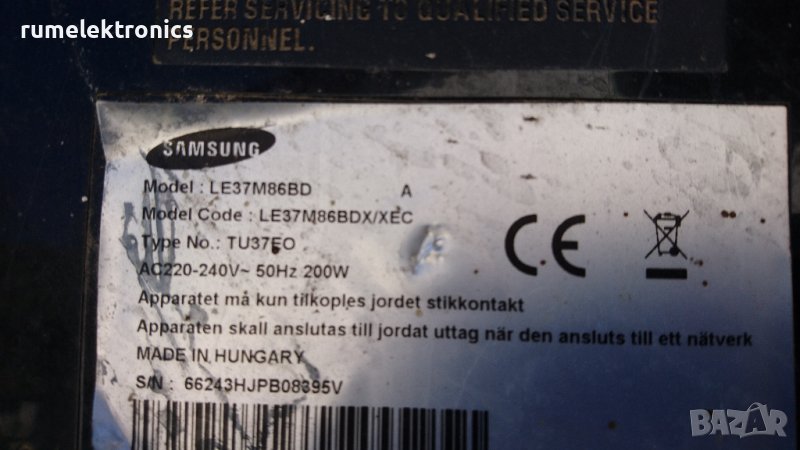 REFER SERVICING TO QUALIFIED SERVICE
rumelektronics
PERSONNEL.
SAMSUNG
Model : LE37M86BD A
Model Code : LE37M86BDX/XEC
Type No.: TU37EO
AC220-240V~ 50Hz 200W
CE
Apparatet må kun tilkoples jordet stikkontakt
Apparaten skall anslutas till jordat uttag när den ansluts till ett nätverk
MADE IN HUNGARY
S/N : 66243HJPB08395V
BAZAR